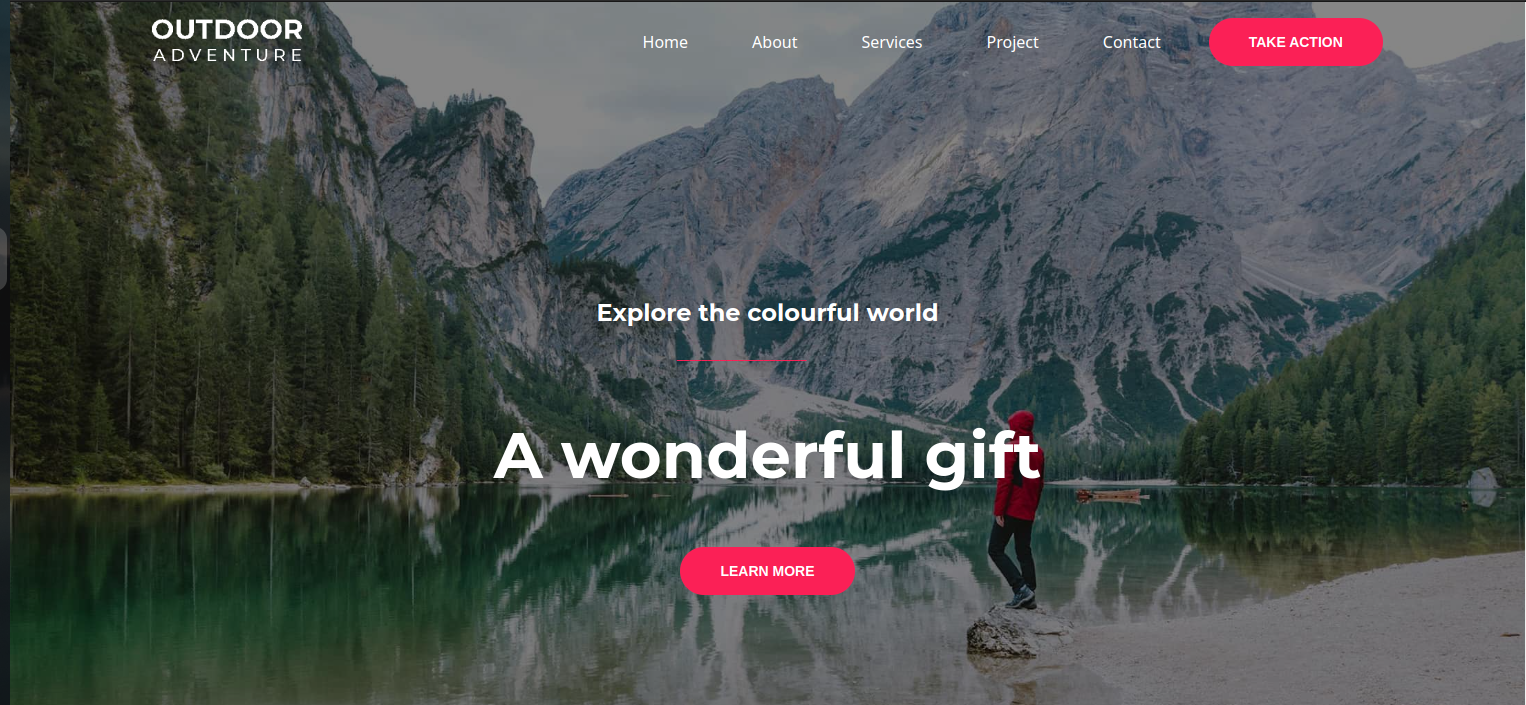 OUTDOOR
ADVENTURE
Home About Services Project Contact TAKE ACTION
Explore the colourful world
A wonderful gift
LEARN MORE